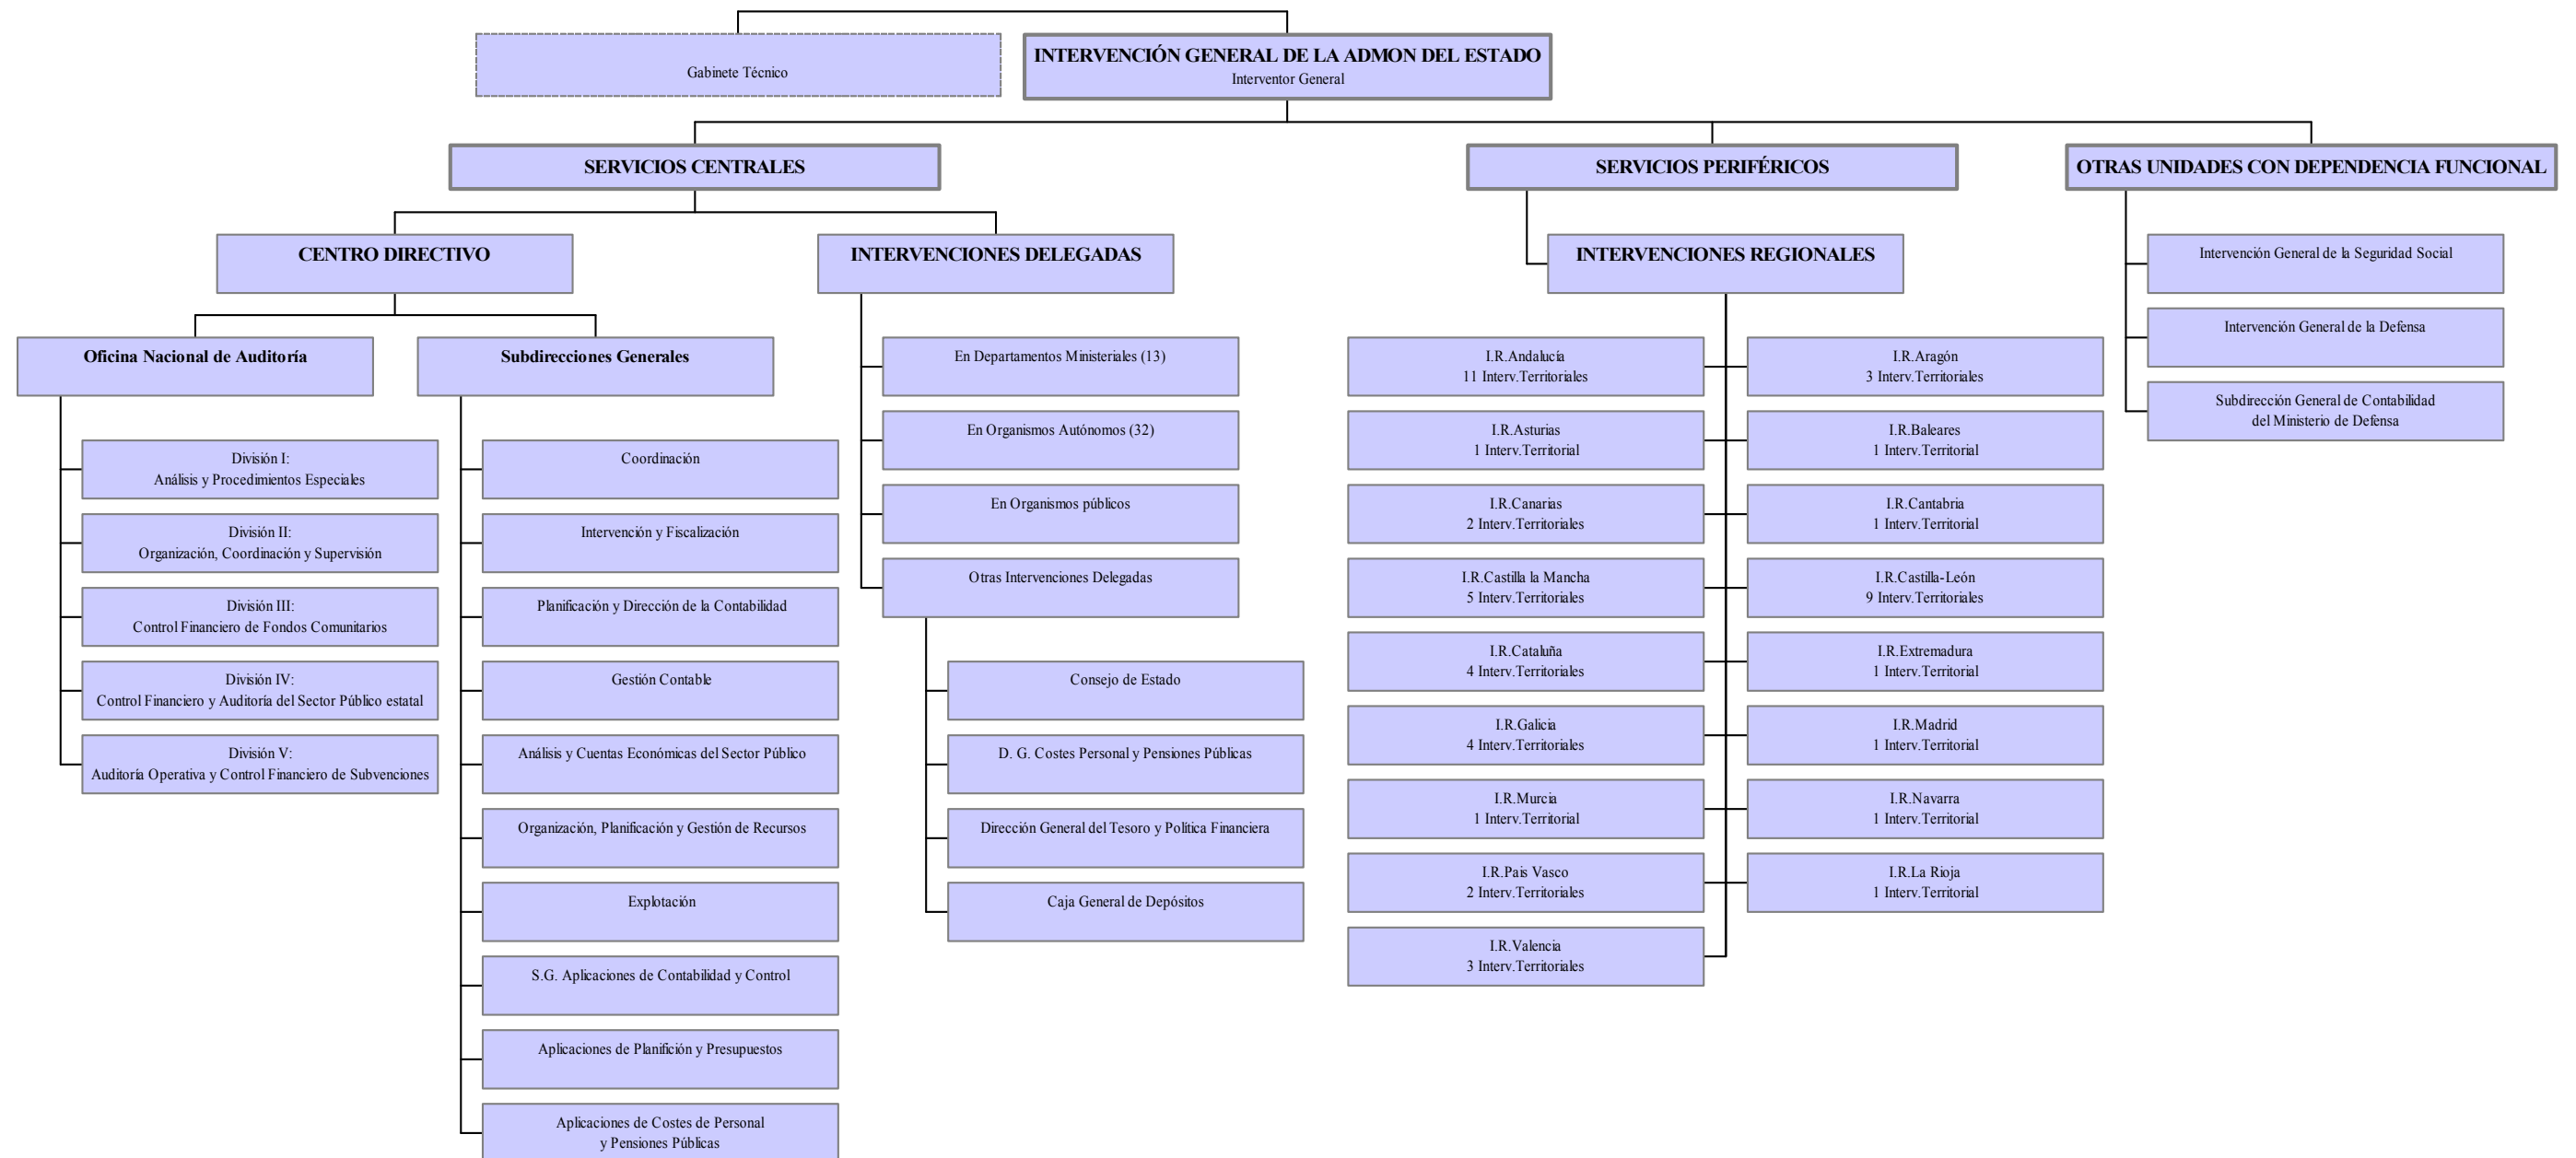 Gabinete Técnico
INTERVENCIÓN GENERAL DE LA ADMON DEL ESTADO
Interventor General
SERVICIOS CENTRALES
SERVICIOS PERIFÉRICOS
OTRAS UNIDADES CON DEPENDENCIA FUNCIONAL
CENTRO DIRECTIVO
INTERVENCIONES DELEGADAS
INTERVENCIONES REGIONALES
Oficina Nacional de Auditoría
División I:
Análisis y Procedimientos Especiales
División II:
Organización, Coordinación y Supervisión
División III:
Control Financiero de Fondos Comunitarios
División IV:
Control Financiero y Auditoría del Sector Público estatal
División V:
Auditoría Operativa y Control Financiero de Subvenciones
Subdirecciones Generales
Coordinación
Intervención y Fiscalización
Planificación y Dirección de la Contabilidad
Gestión Contable
Análisis y Cuentas Económicas del Sector Público
Organización, Planificación y Gestión de Recursos
Explotación
S.G. Aplicaciones de Contabilidad y Control
Aplicaciones de Planifición y Presupuestos
Aplicaciones de Costes de Personal
y Pensiones Públicas
En Departamentos Ministeriales (13)
En Organismos Autónomos (32)
En Organismos públicos
Otras Intervenciones Delegadas
Consejo de Estado
D. G. Costes Personal y Pensiones Públicas
Dirección General del Tesoro y Política Financiera
Caja General de Depósitos
I.R.Andalucía
11 Interv.Territoriales
I.R.Aragón
3 Interv.Territoriales
I.R.Asturias
1 Interv.Territorial
I.R.Baleares
1 Interv.Territorial
I.R.Canarias
2 Interv.Territoriales
I.R.Cantabria
1 Interv.Territorial
I.R.Castilla la Mancha
5 Interv.Territoriales
I.R.Castilla-León
9 Interv.Territoriales
I.R.Cataluña
4 Interv.Territoriales
I.R.Extremadura
1 Interv.Territorial
I.R.Galicia
4 Interv.Territoriales
I.R.Madrid
1 Interv.Territorial
I.R.Murcia
1 Interv.Territorial
I.R.Navarra
1 Interv.Territorial
I.R.Pais Vasco
2 Interv.Territoriales
I.R.La Rioja
1 Interv.Territorial
I.R.Valencia
3 Interv.Territoriales
Intervención General de la Seguridad Social
Intervención General de la Defensa
Subdirección General de Contabilidad
del Ministerio de Defensa